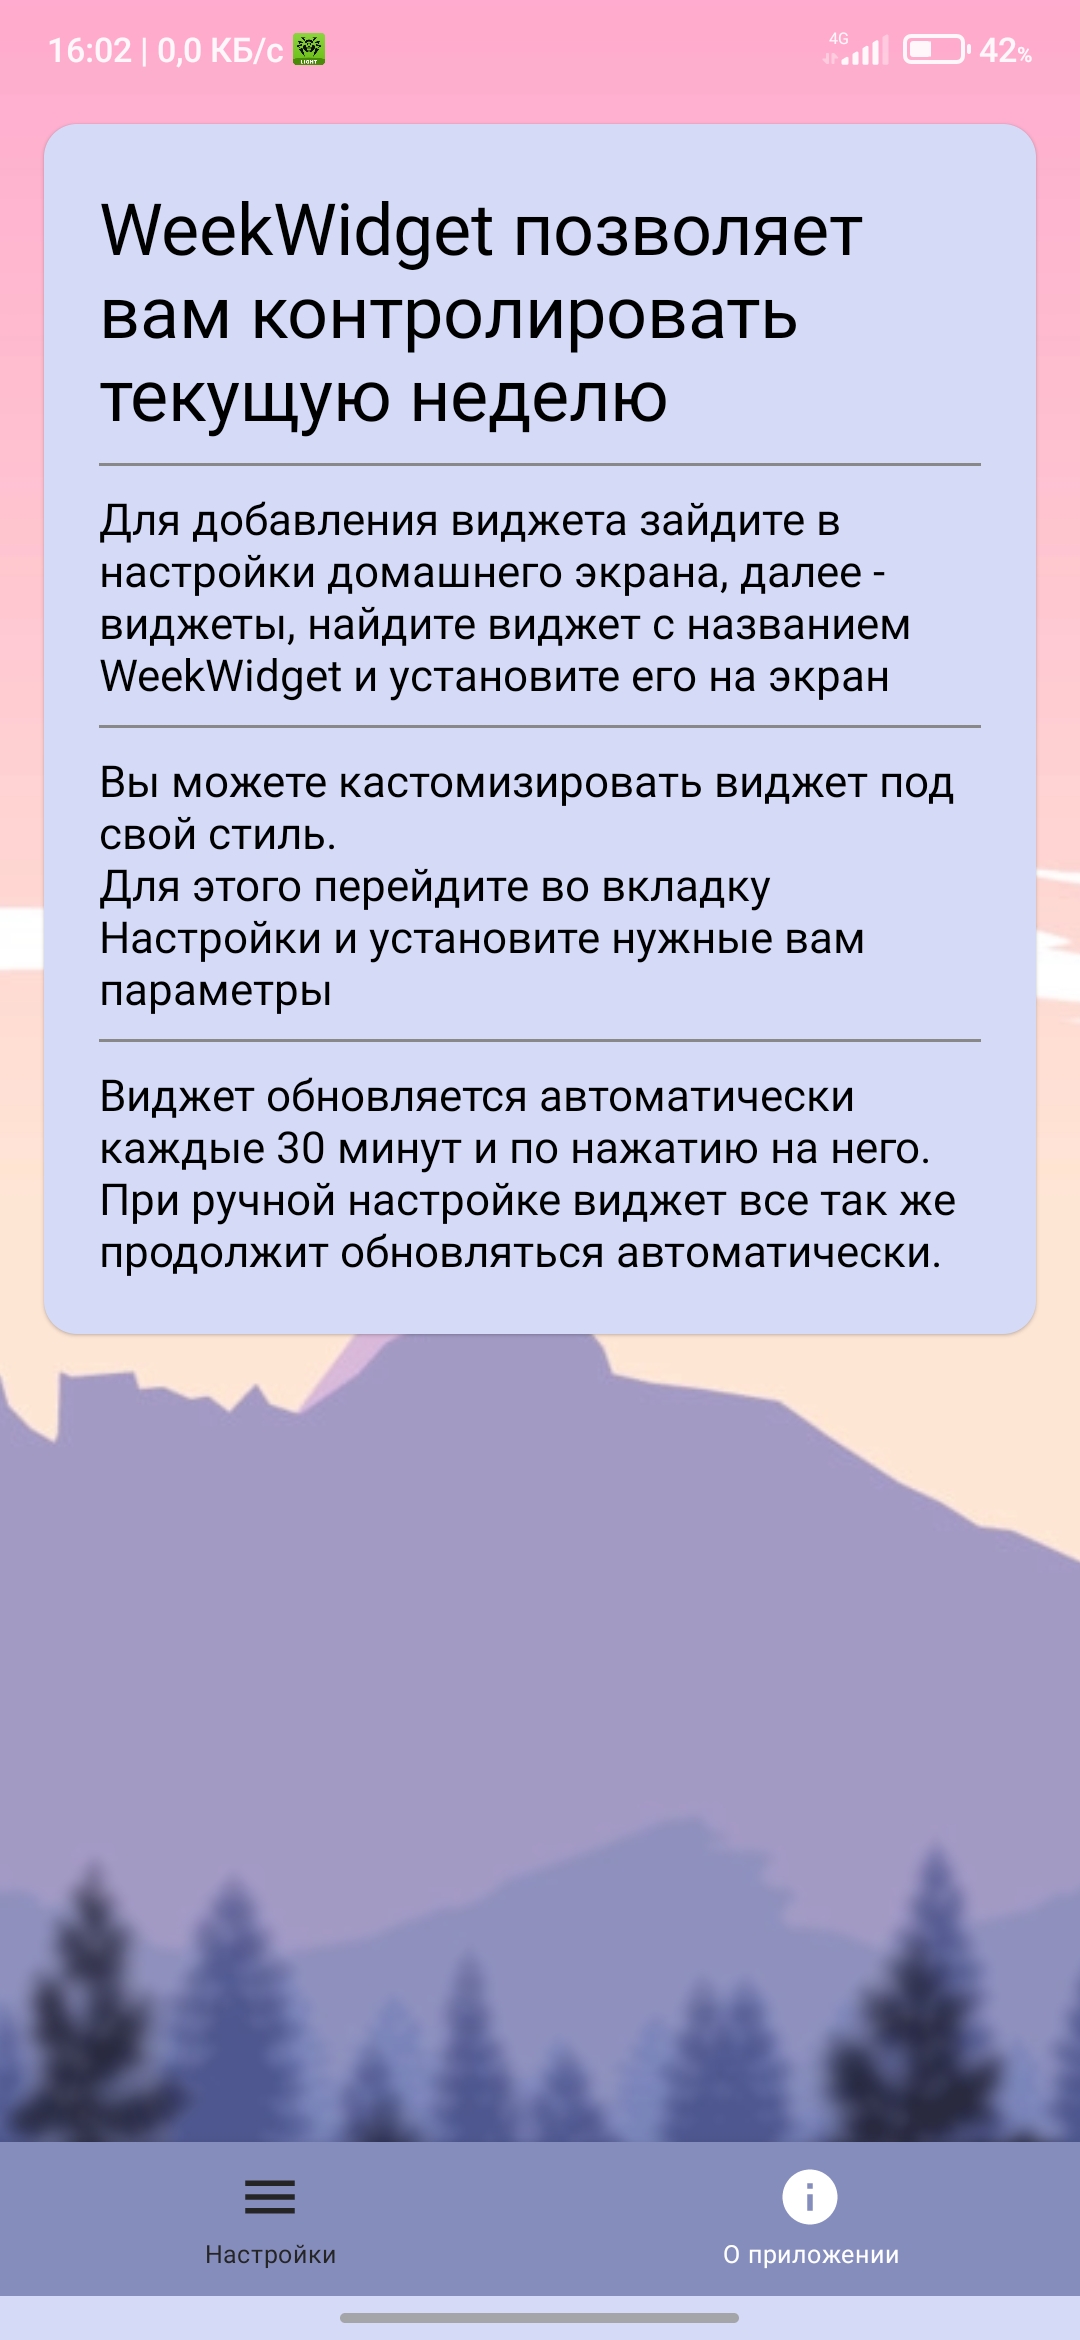 16:02 | 0,0 КБ/с LIGHT 4G 42%
WeekWidget позволяет
вам контролировать
текущую неделю
Для добавления виджета зайдите в
настройки домашнего экрана, далее -
виджеты, найдите виджет с названием
WeekWidget и установите его на экран
Вы можете кастомизировать виджет под
свой стиль.
Для этого перейдите во вкладку
Настройки и установите нужные вам
параметры
Виджет обновляется автоматически
каждые 30 минут и по нажатию на него.
При ручной настройке виджет все так же
продолжит обновляться автоматически.
Настройки О приложении